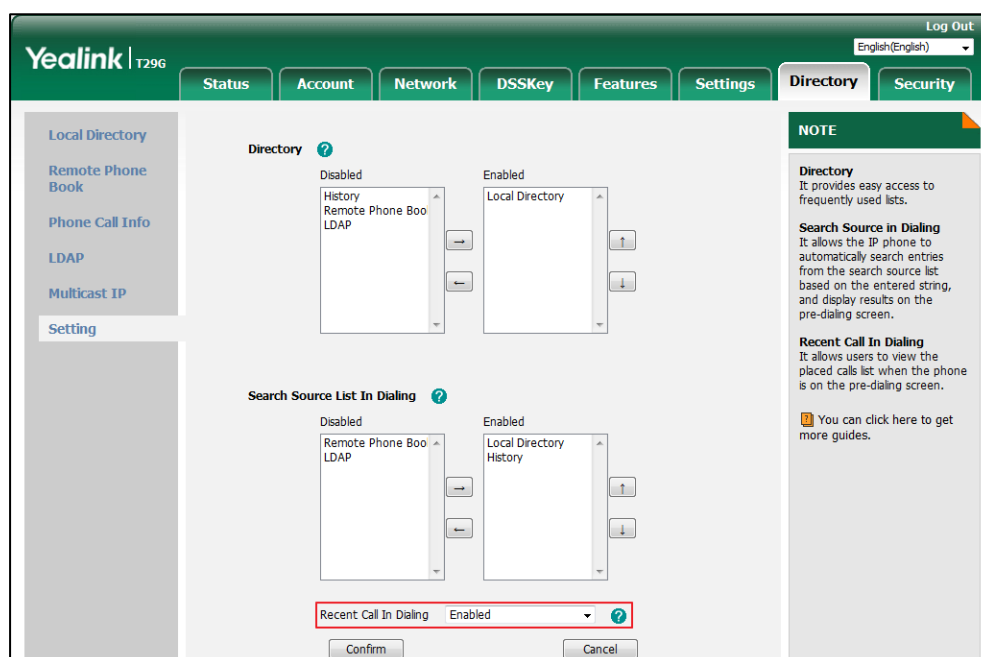 Log Out
English(English)
Yealink T29G
Status Account Network DSSKey Features Settings Directory Security
Local Directory
Remote Phone
Book
Phone Call Info
LDAP
Multicast IP
Setting
Directory ?
Disabled Enabled
History
Remote Phone Boo
LDAP
Local Directory
→
←
↑
↓
Search Source List In Dialing ?
Disabled Enabled
Remote Phone Boo
LDAP
Local Directory
History
→
←
↑
↓
Recent Call In Dialing Enabled ?
Confirm Cancel
NOTE
Directory
It provides easy access to
frequently used lists.
Search Source in Dialing
It allows the IP phone to
automatically search entries
from the search source list
based on the entered string,
and display results on the
pre-dialing screen.
Recent Call In Dialing
It allows users to view the
placed calls list when the phone
is on the pre-dialing screen.
? You can click here to get
more guides.